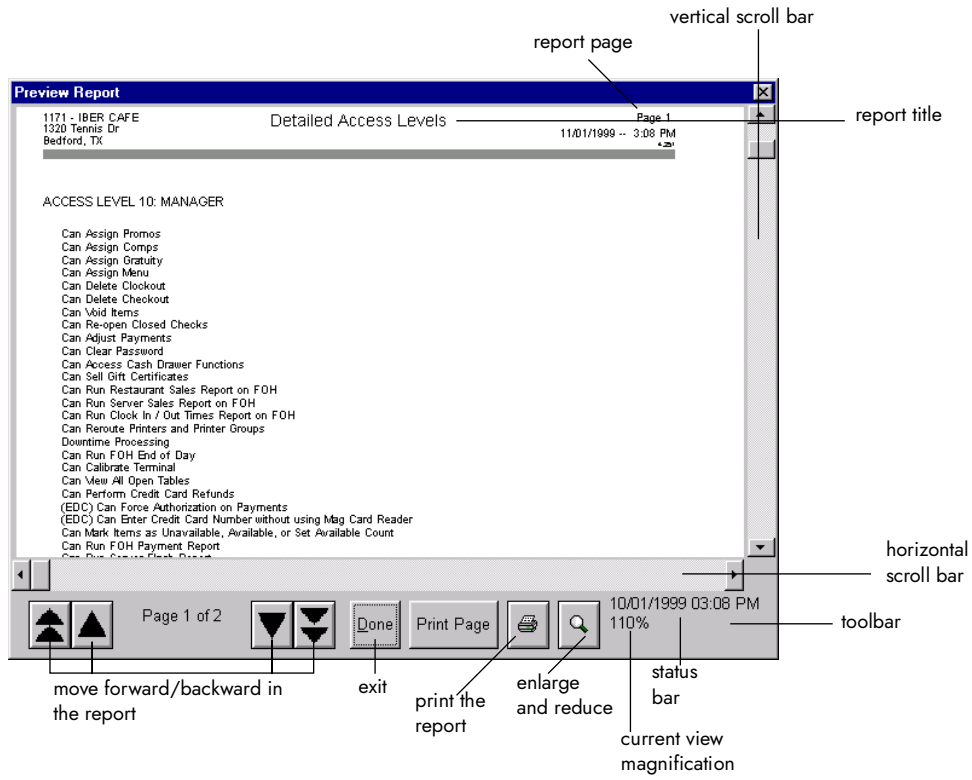 vertical scroll bar
report page
Preview Report
1171 - IBER CAFE
1320 Tennis Dr
Bedford, TX
Detailed Access Levels
Page 1
11/01/1999 -- 3:08 PM
report title
ACCESS LEVEL 10: MANAGER
Can Assign Promos
Can Assign Comps
Can Assign Gratuity
Can Assign Menu
Can Delete Clockout
Can Delete Checkout
Can Void Items
Can Re-open Closed Checks
Can Adjust Payments
Can Clear Password
Can Access Cash Drawer Functions
Can Sell Gift Certificates
Can Run Restaurant Sales Report on FOH
Can Run Server Sales Report on FOH
Can Run Clock In / Out Times Report on FOH
Can Reroute Printers and Printer Groups
Downtime Processing
Can Run FOH End of Day
Can Calibrate Terminal
Can View All Open Tables
Can Perform Credit Card Refunds
(EDC) Can Force Authorization on Payments
(EDC) Can Enter Credit Card Number without using Mag Card Reader
Can Mark Items as Unavailable, Available, or Set Available Count
Can Run FOH Payment Report
Can Run Server Flash Report
horizontal
scroll bar
Page 1 of 2
Done
Print Page
10/01/1999 03:08 PM
110%
toolbar
move forward/backward in
the report
exit
print the
report
enlarge
and reduce
status
bar
current view
magnification